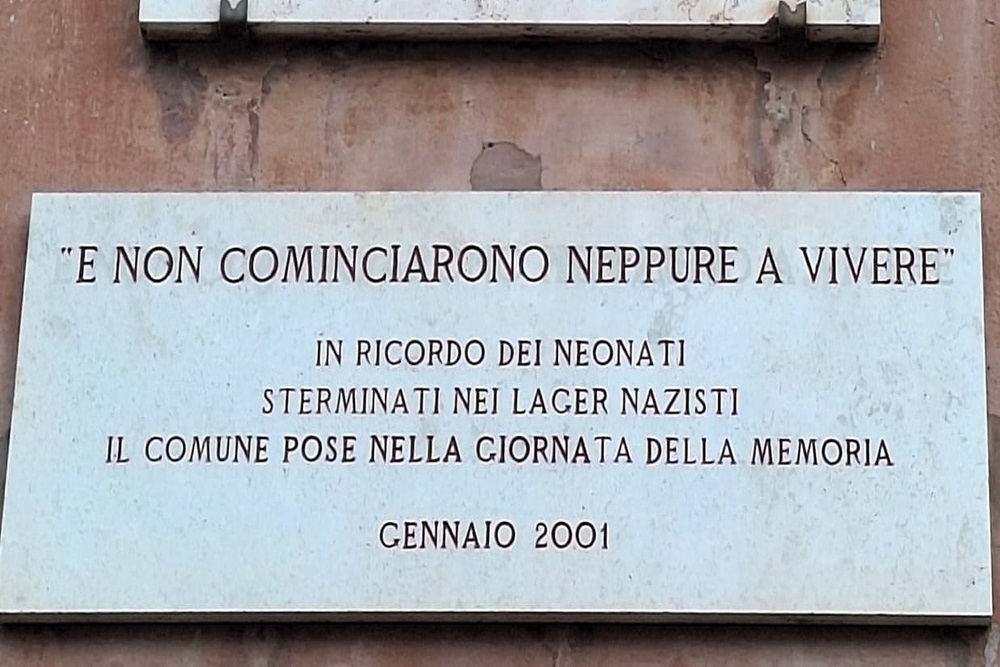 "E NON COMINCIARONO NEPPURE A VIVERE"
IN RICORDO DEI NEONATI
STERMINATI NEI LAGER NAZISTI
IL COMUNE POSE NELLA GIORNATA DELLA MEMORIA
GENNAIO 2001